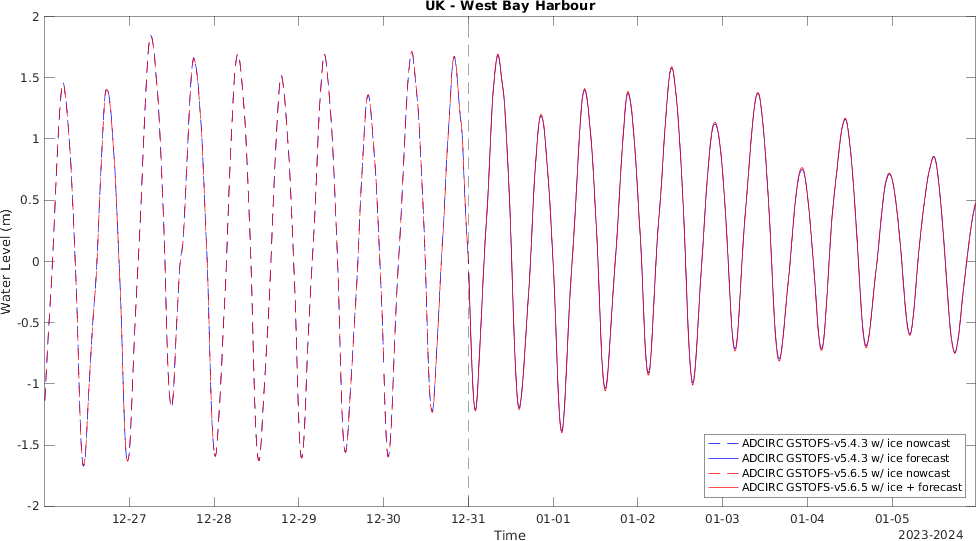 UK - West Bay Harbour
2
1.5
1
0.5
0
-0.5
-1
-1.5
-2
Water Level (m)
12-27
12-28
12-29
12-30
12-31
01-01
01-02
01-03
01-04
01-05
Time
2023-2024
ADCIRC GSTOFS-v5.4.3 w/ ice nowcast
ADCIRC GSTOFS-v5.4.3 w/ ice forecast
ADCIRC GSTOFS-v5.6.5 w/ ice nowcast
ADCIRC GSTOFS-v5.6.5 w/ ice + forecast